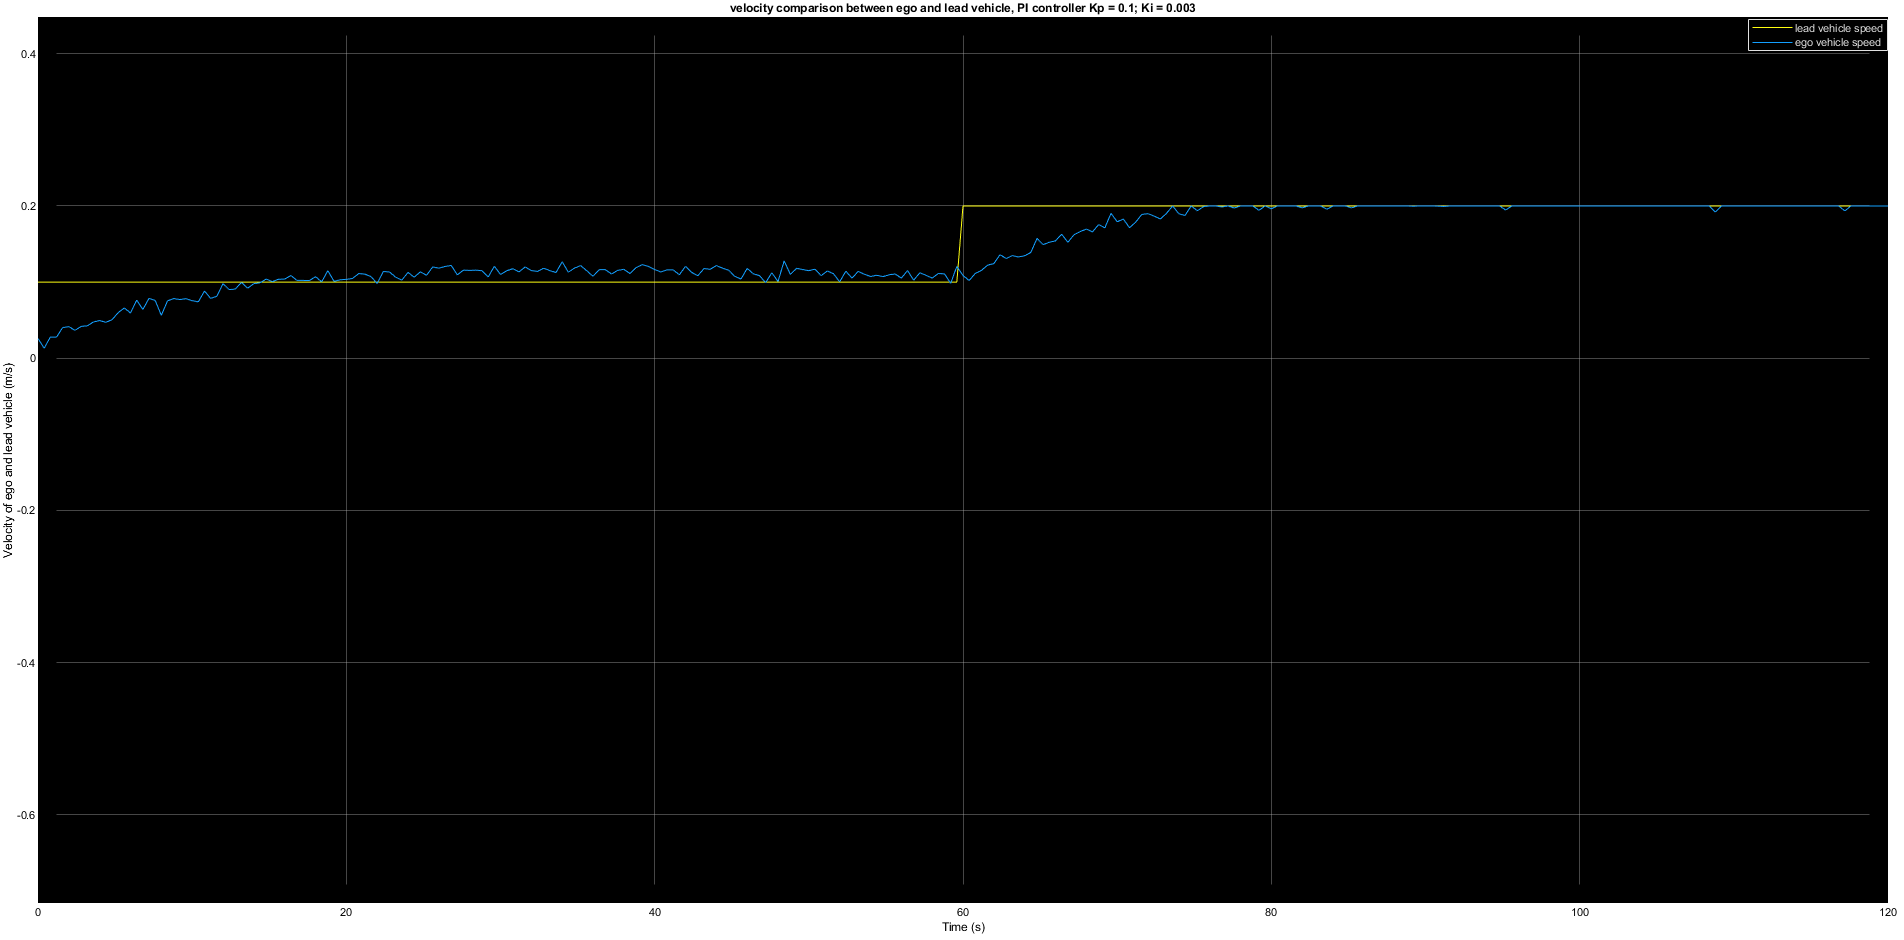 velocity comparison between ego and lead vehicle, PI controller Kp = 0.1; Ki = 0.003
lead vehicle speed
ego vehicle speed
Velocity of ego and lead vehicle (m/s)
0.4
0.2
0
-0.2
-0.4
-0.6
0 20 40 60 80 100 120
Time (s)